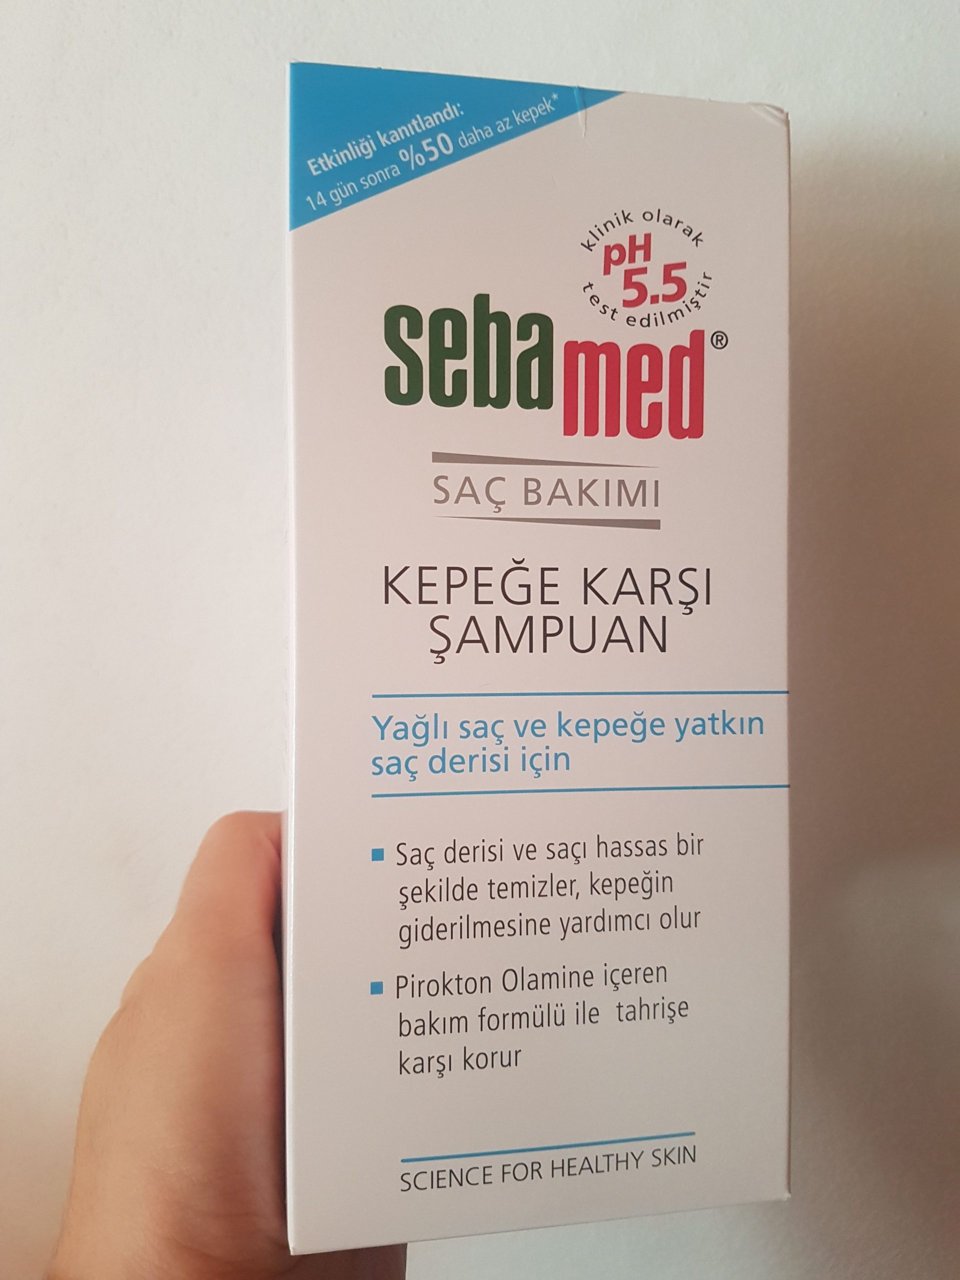 Etkinliği kanıtlandı:
14 gün sonra %50 daha az kepek*
klinik olarak
pH
5.5
test edilmiştir
sebamed®
SAÇ BAKIMI
KEPEĞE KARŞI
ŞAMPUAN
Yağlı saç ve kepeğe yatkın
saç derisi için
Saç derisi ve saçı hassas bir
şekilde temizler, kepeğin
giderilmesine yardımcı olur
Pirokton Olamine içeren
bakım formülü ile tahrişe
karşı korur
SCIENCE FOR HEALTHY SKIN